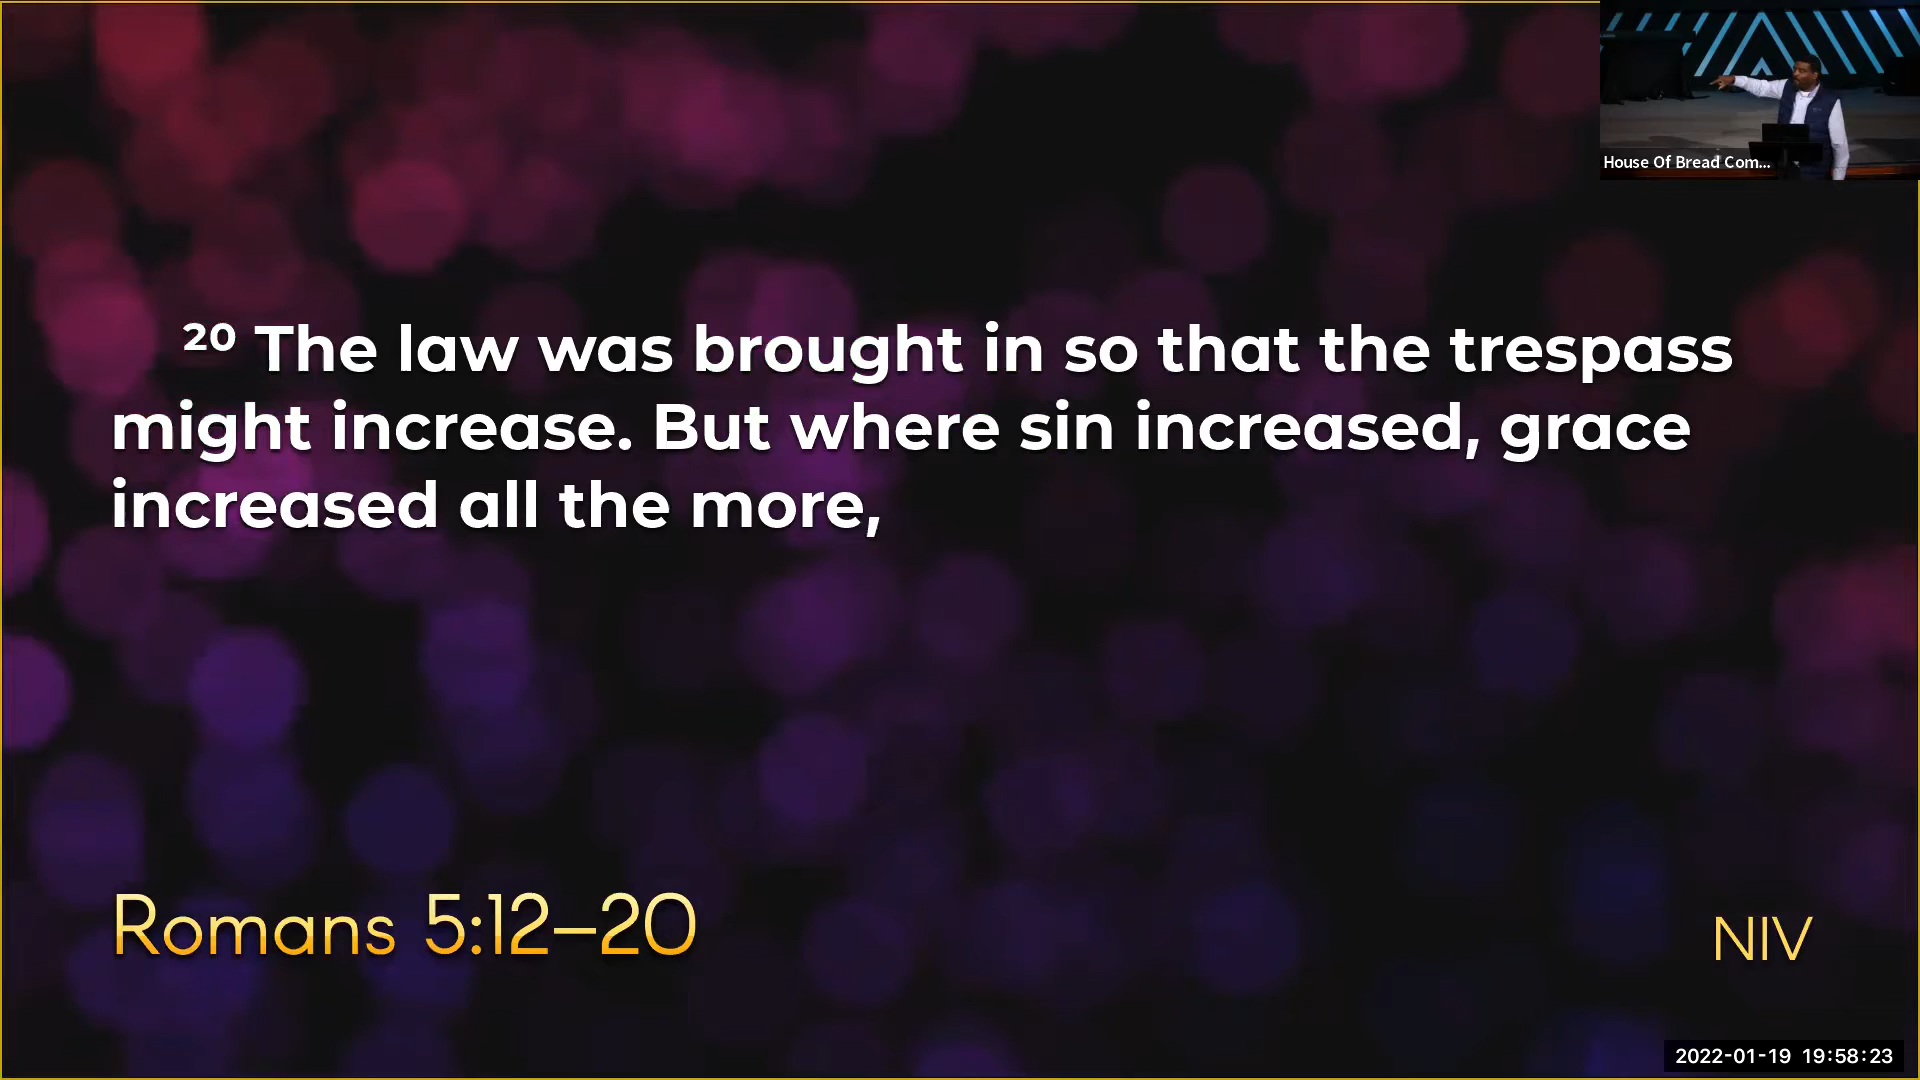 House Of Bread Com...
²⁰ The law was brought in so that the trespass
might increase. But where sin increased, grace
increased all the more,
Romans 5:12–20
NIV
2022-01-19 19:58:23